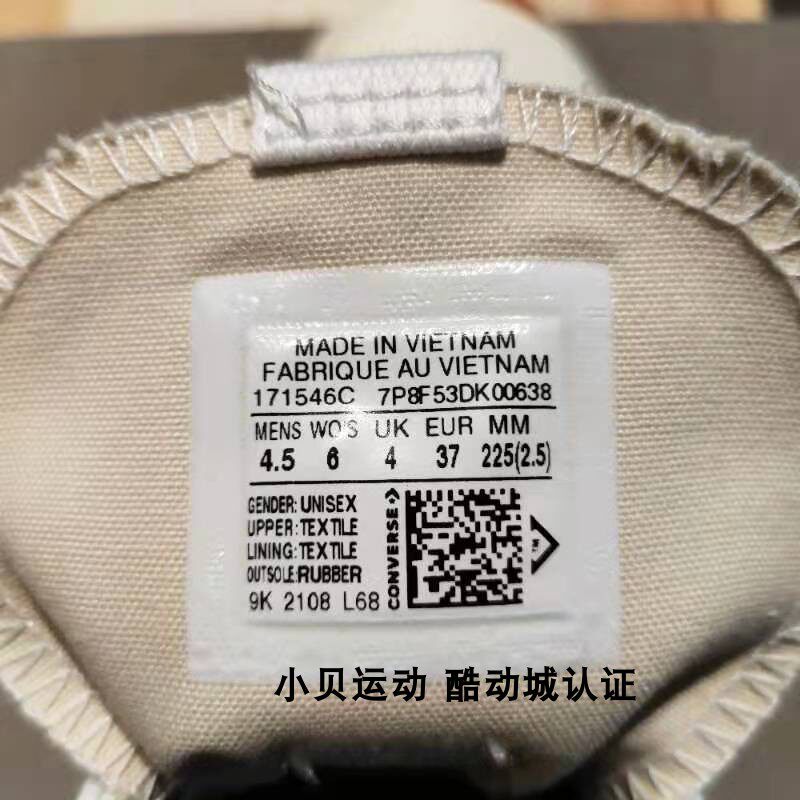 MADE IN VIETNAM
FABRIQUE AU VIETNAM
171546C 7P8F53DK00638
MENS WO'S UK EUR MM
4.5 6 4 37 225(2.5)
GENDER: UNISEX
UPPER: TEXTILE
LINING: TEXTILE
OUTSOLE: RUBBER
9K 2108 L68
CONVERSE
TM
小贝运动 酷动城认证